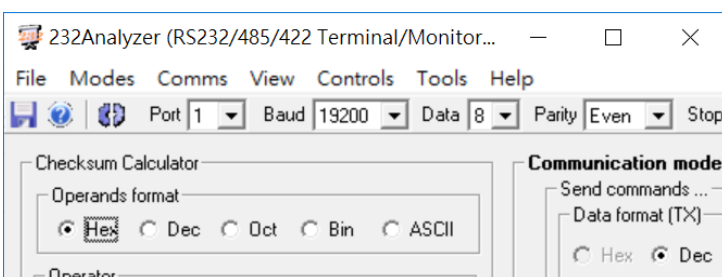 232Analyzer (RS232/485/422 Terminal/Monitor...
File Modes Comms View Controls Tools Help
Port 1 Baud 19200 Data 8 Parity Even Stop
Checksum Calculator
Operands format
Hex Dec Oct Bin ASCII
Operator
Communication mode
Send commands ...
Data format (TX)
Hex Dec